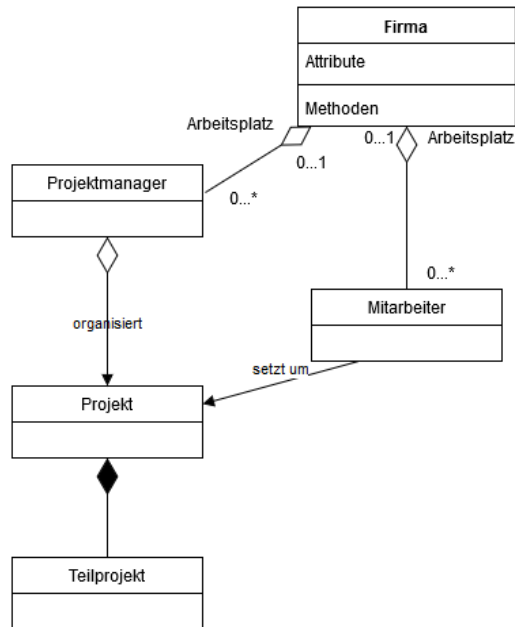 Firma
Attribute
Methoden
Arbeitsplatz
0...1
Arbeitsplatz
0...1
Projektmanager
0...*
0...*
Mitarbeiter
organisiert
setzt um
Projekt
Teilprojekt